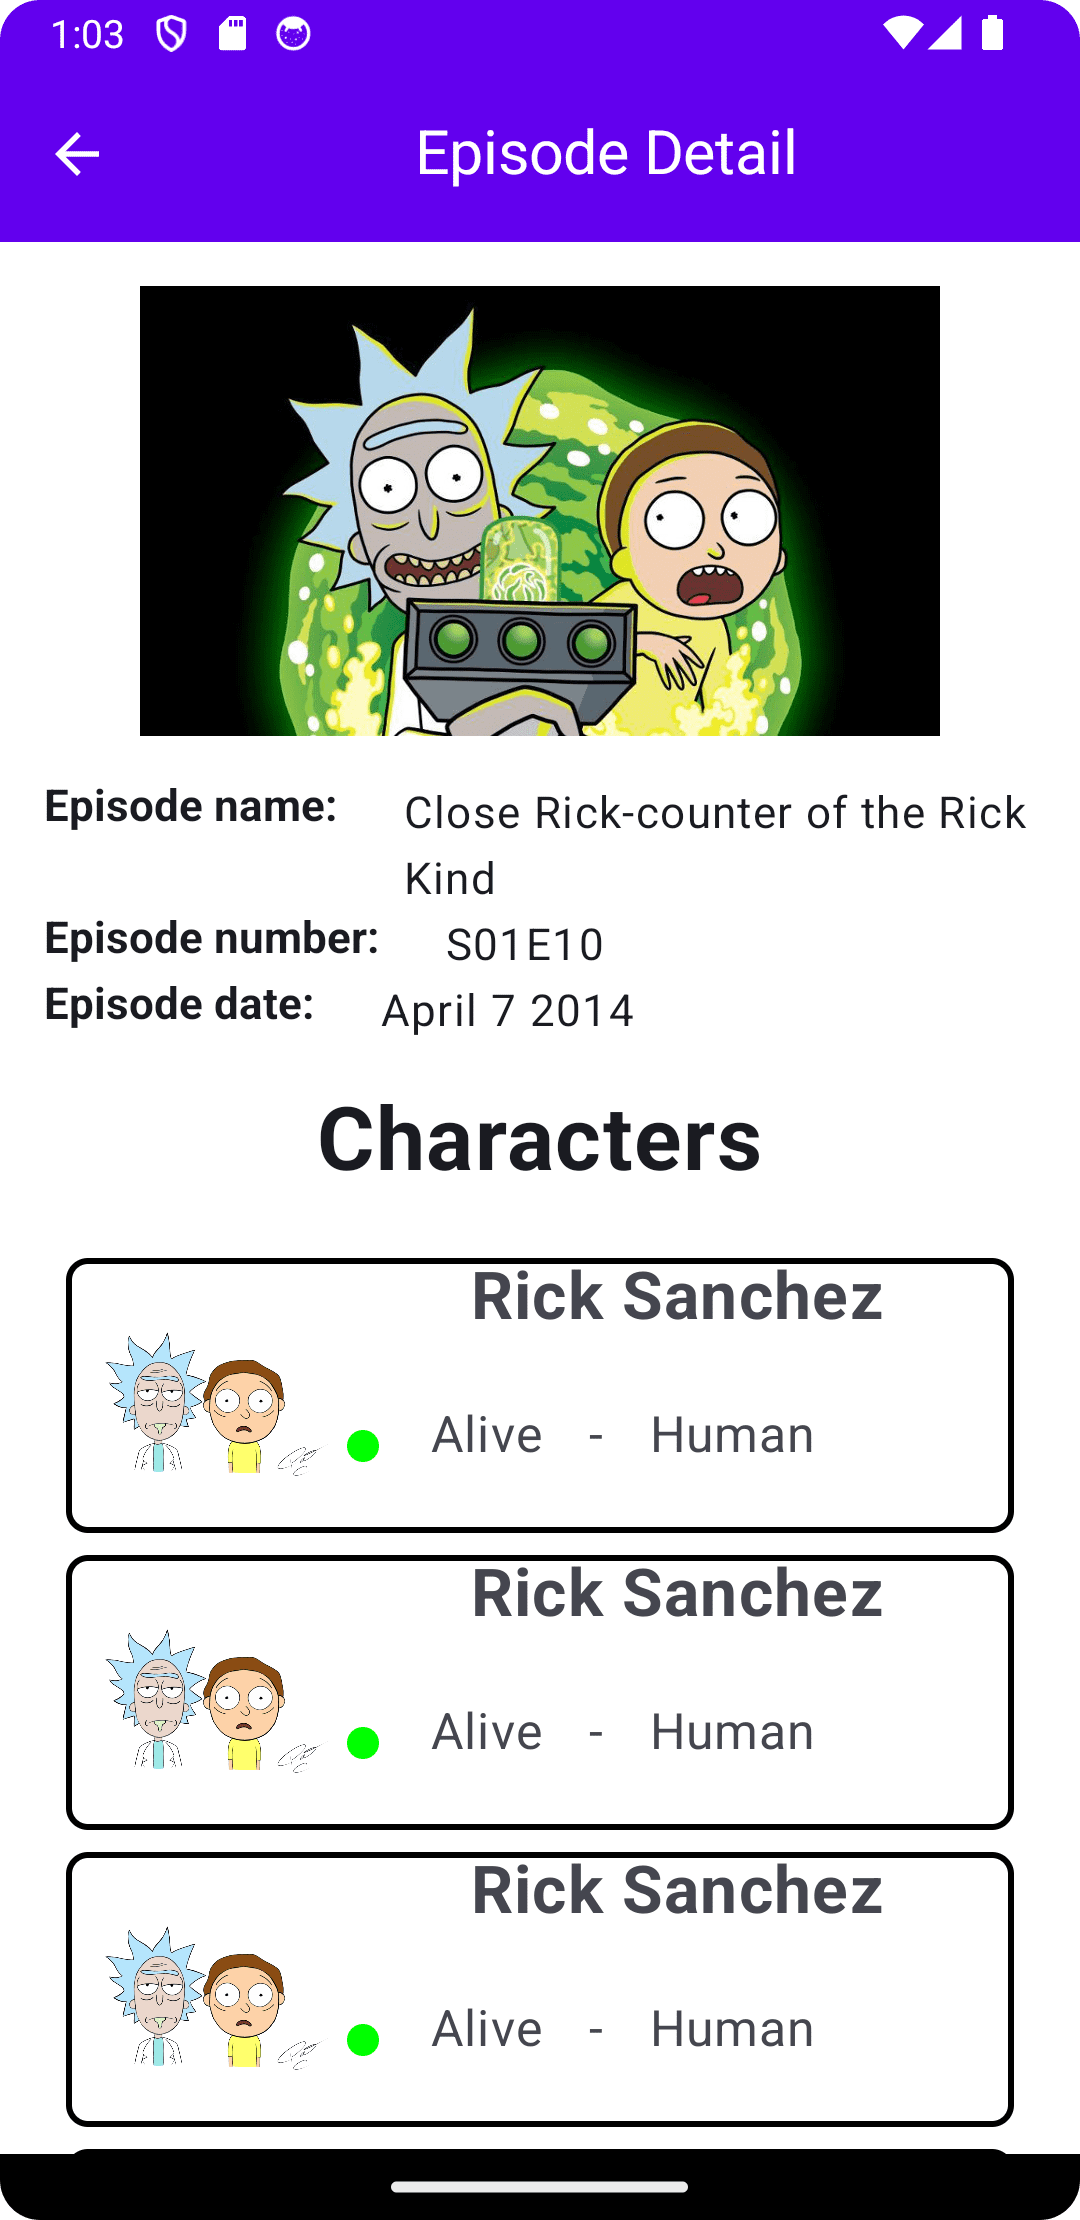 1:03
Episode Detail
Episode name: Close Rick-counter of the Rick
Kind
Episode number: S01E10
Episode date: April 7 2014
Characters
Rick Sanchez
Alive - Human
Rick Sanchez
Alive - Human
Rick Sanchez
Alive - Human